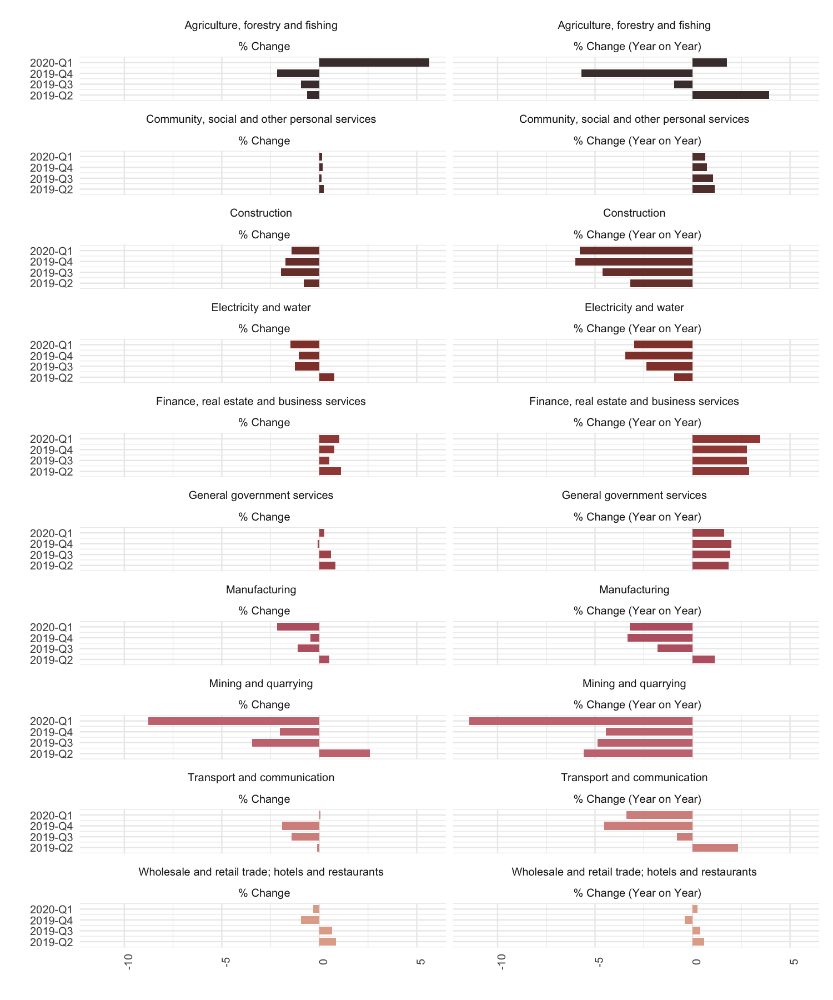 Agriculture, forestry and fishing Agriculture, forestry and fishing
% Change % Change (Year on Year)
2020-Q1
2019-Q4
2019-Q3
2019-Q2
Community, social and other personal services Community, social and other personal services
% Change % Change (Year on Year)
2020-Q1
2019-Q4
2019-Q3
2019-Q2
Construction Construction
% Change % Change (Year on Year)
2020-Q1
2019-Q4
2019-Q3
2019-Q2
Electricity and water Electricity and water
% Change % Change (Year on Year)
2020-Q1
2019-Q4
2019-Q3
2019-Q2
Finance, real estate and business services Finance, real estate and business services
% Change % Change (Year on Year)
2020-Q1
2019-Q4
2019-Q3
2019-Q2
General government services General government services
% Change % Change (Year on Year)
2020-Q1
2019-Q4
2019-Q3
2019-Q2
Manufacturing Manufacturing
% Change % Change (Year on Year)
2020-Q1
2019-Q4
2019-Q3
2019-Q2
Mining and quarrying Mining and quarrying
% Change % Change (Year on Year)
2020-Q1
2019-Q4
2019-Q3
2019-Q2
Transport and communication Transport and communication
% Change % Change (Year on Year)
2020-Q1
2019-Q4
2019-Q3
2019-Q2
Wholesale and retail trade; hotels and restaurants Wholesale and retail trade; hotels and restaurants
% Change % Change (Year on Year)
2020-Q1
2019-Q4
2019-Q3
2019-Q2
-10 -5 0 5 -10 -5 0 5